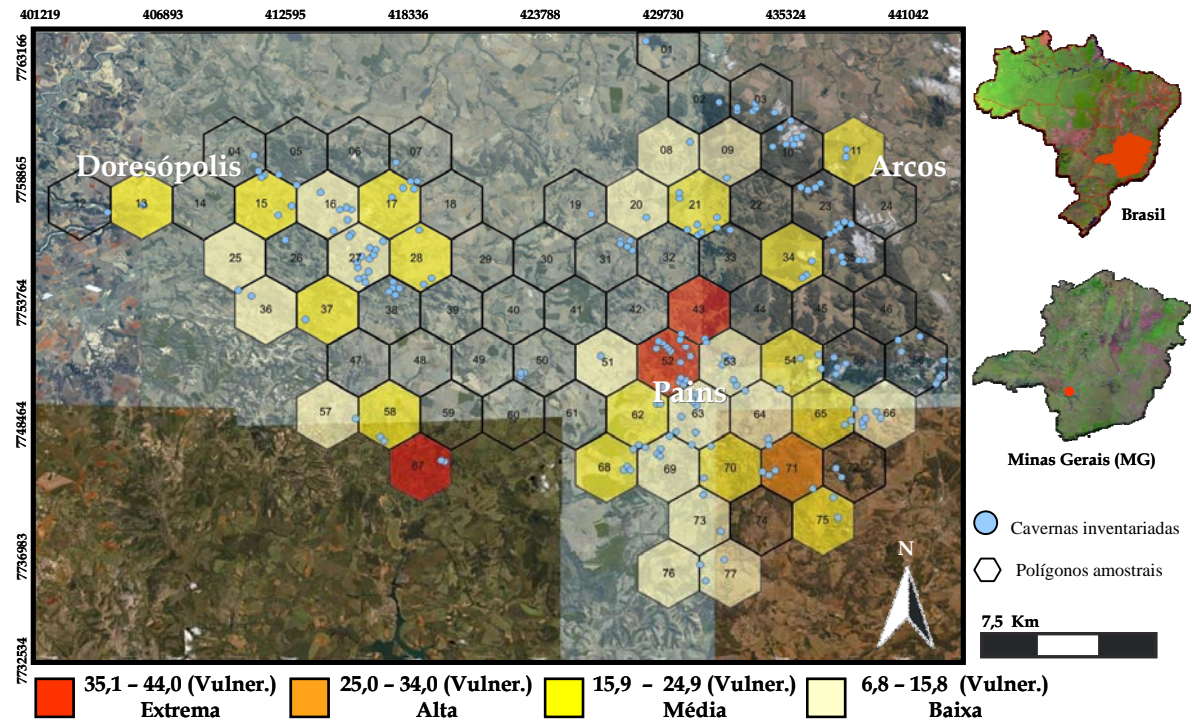 401219 406893 412595 418336 423788 429730 435324 441042
7763166
7758865
7753764
7748464
7736983
7732534
01
02 03
04 05 06 07 08 09 10 11
Doresópolis
Arcos
12 13 14 15 16 17 18 19 20 21 22 23 24
25 26 27 28 29 30 31 32 33 34 35
36 37 38 39 40 41 42 43 44 45 46
47 48 49 50 51 52 53 54 55 56
Pains
57 58 59 60 61 62 63 64 65 66
67 68 69 70 71 72
73 74 75
76 77
N
Brasil
Minas Gerais (MG)
Cavernas inventariadas
Polígonos amostrais
7,5 Km
35,1 – 44,0 (Vulner.)
Extrema
25,0 – 34,0 (Vulner.)
Alta
15,9 – 24,9 (Vulner.)
Média
6,8 – 15,8 (Vulner.)
Baixa